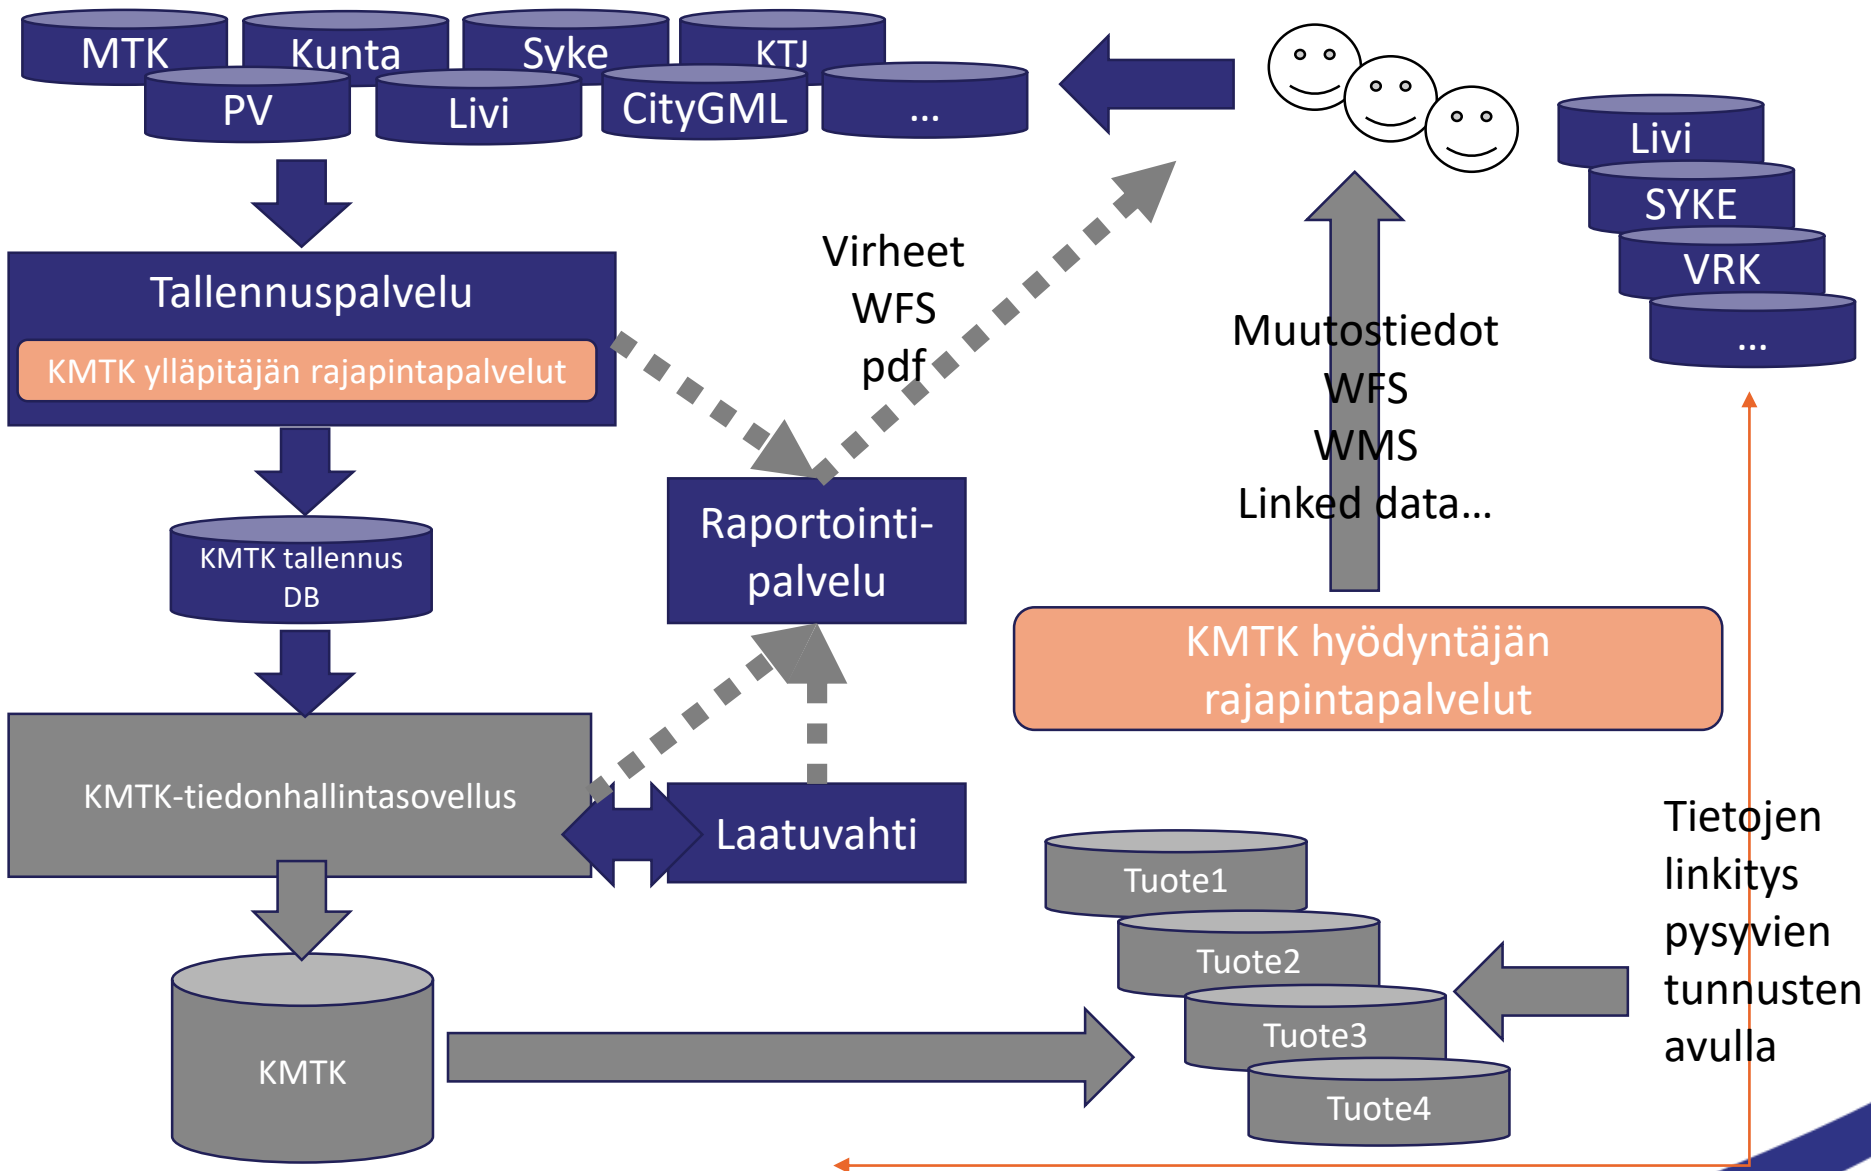 MTK
Kunta
Syke
KTJ
PV
Livi
CityGML
...
Livi
SYKE
VRK
...
Tallennuspalvelu
KMTK ylläpitäjän rajapintapalvelut
Virheet
WFS
pdf
Muutostiedot
WFS
WMS
Linked data...
KMTK tallennus
DB
Raportointi-
palvelu
KMTK hyödyntäjän
rajapintapalvelut
KMTK-tiedonhallintasovellus
Laatuvahti
Tuote1
Tuote2
Tuote3
Tuote4
Tietojen
linkitys
pysyvien
tunnusten
avulla
KMTK